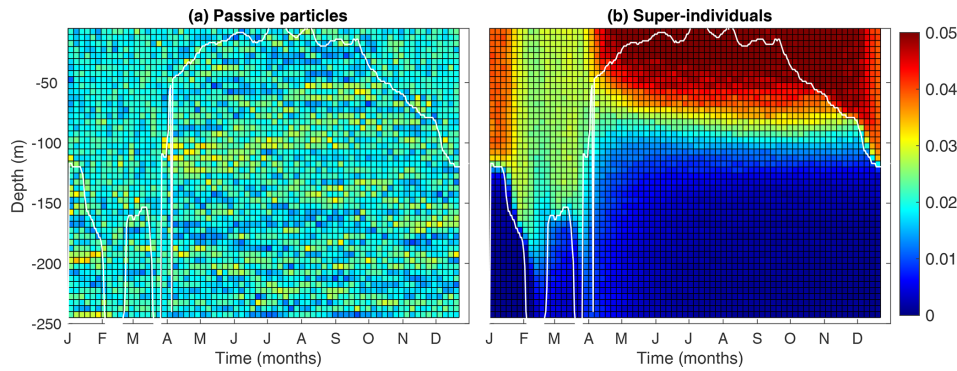 (a) Passive particles
(b) Super-individuals
-50
-100
-150
-200
-250
Depth (m)
J F M A M J J A S O N D
Time (months)
J F M A M J J A S O N D
Time (months)
0.05
0.04
0.03
0.02
0.01
0